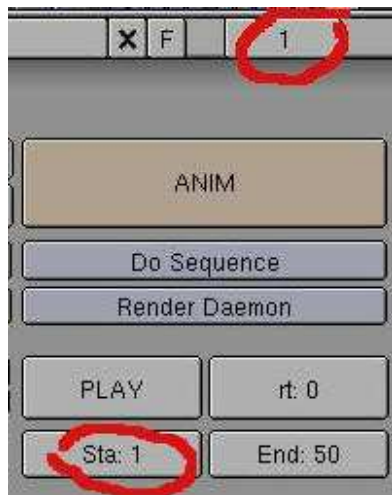 X F 1
ANIM
Do Sequence
Render Daemon
PLAY rt: 0
Sta: 1 End: 50